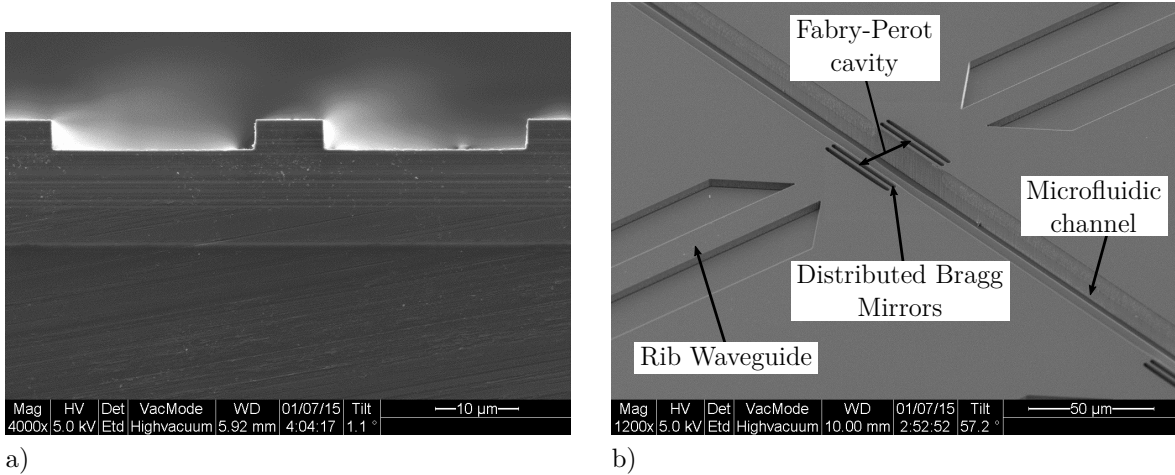 Fabry-Perot
cavity
Microfluidic
channel
Distributed Bragg
Mirrors
Rib Waveguide
Mag HV Det VacMode WD 01/07/15 Tilt
4000x 5.0 kV Etd Highvacuum 5.92 mm 4:04:17 1.1 °
10 µm
Mag HV Det VacMode WD 01/07/15 Tilt
1200x 5.0 kV Etd Highvacuum 10.00 mm 2:52:52 57.2 °
50 µm
a)
b)